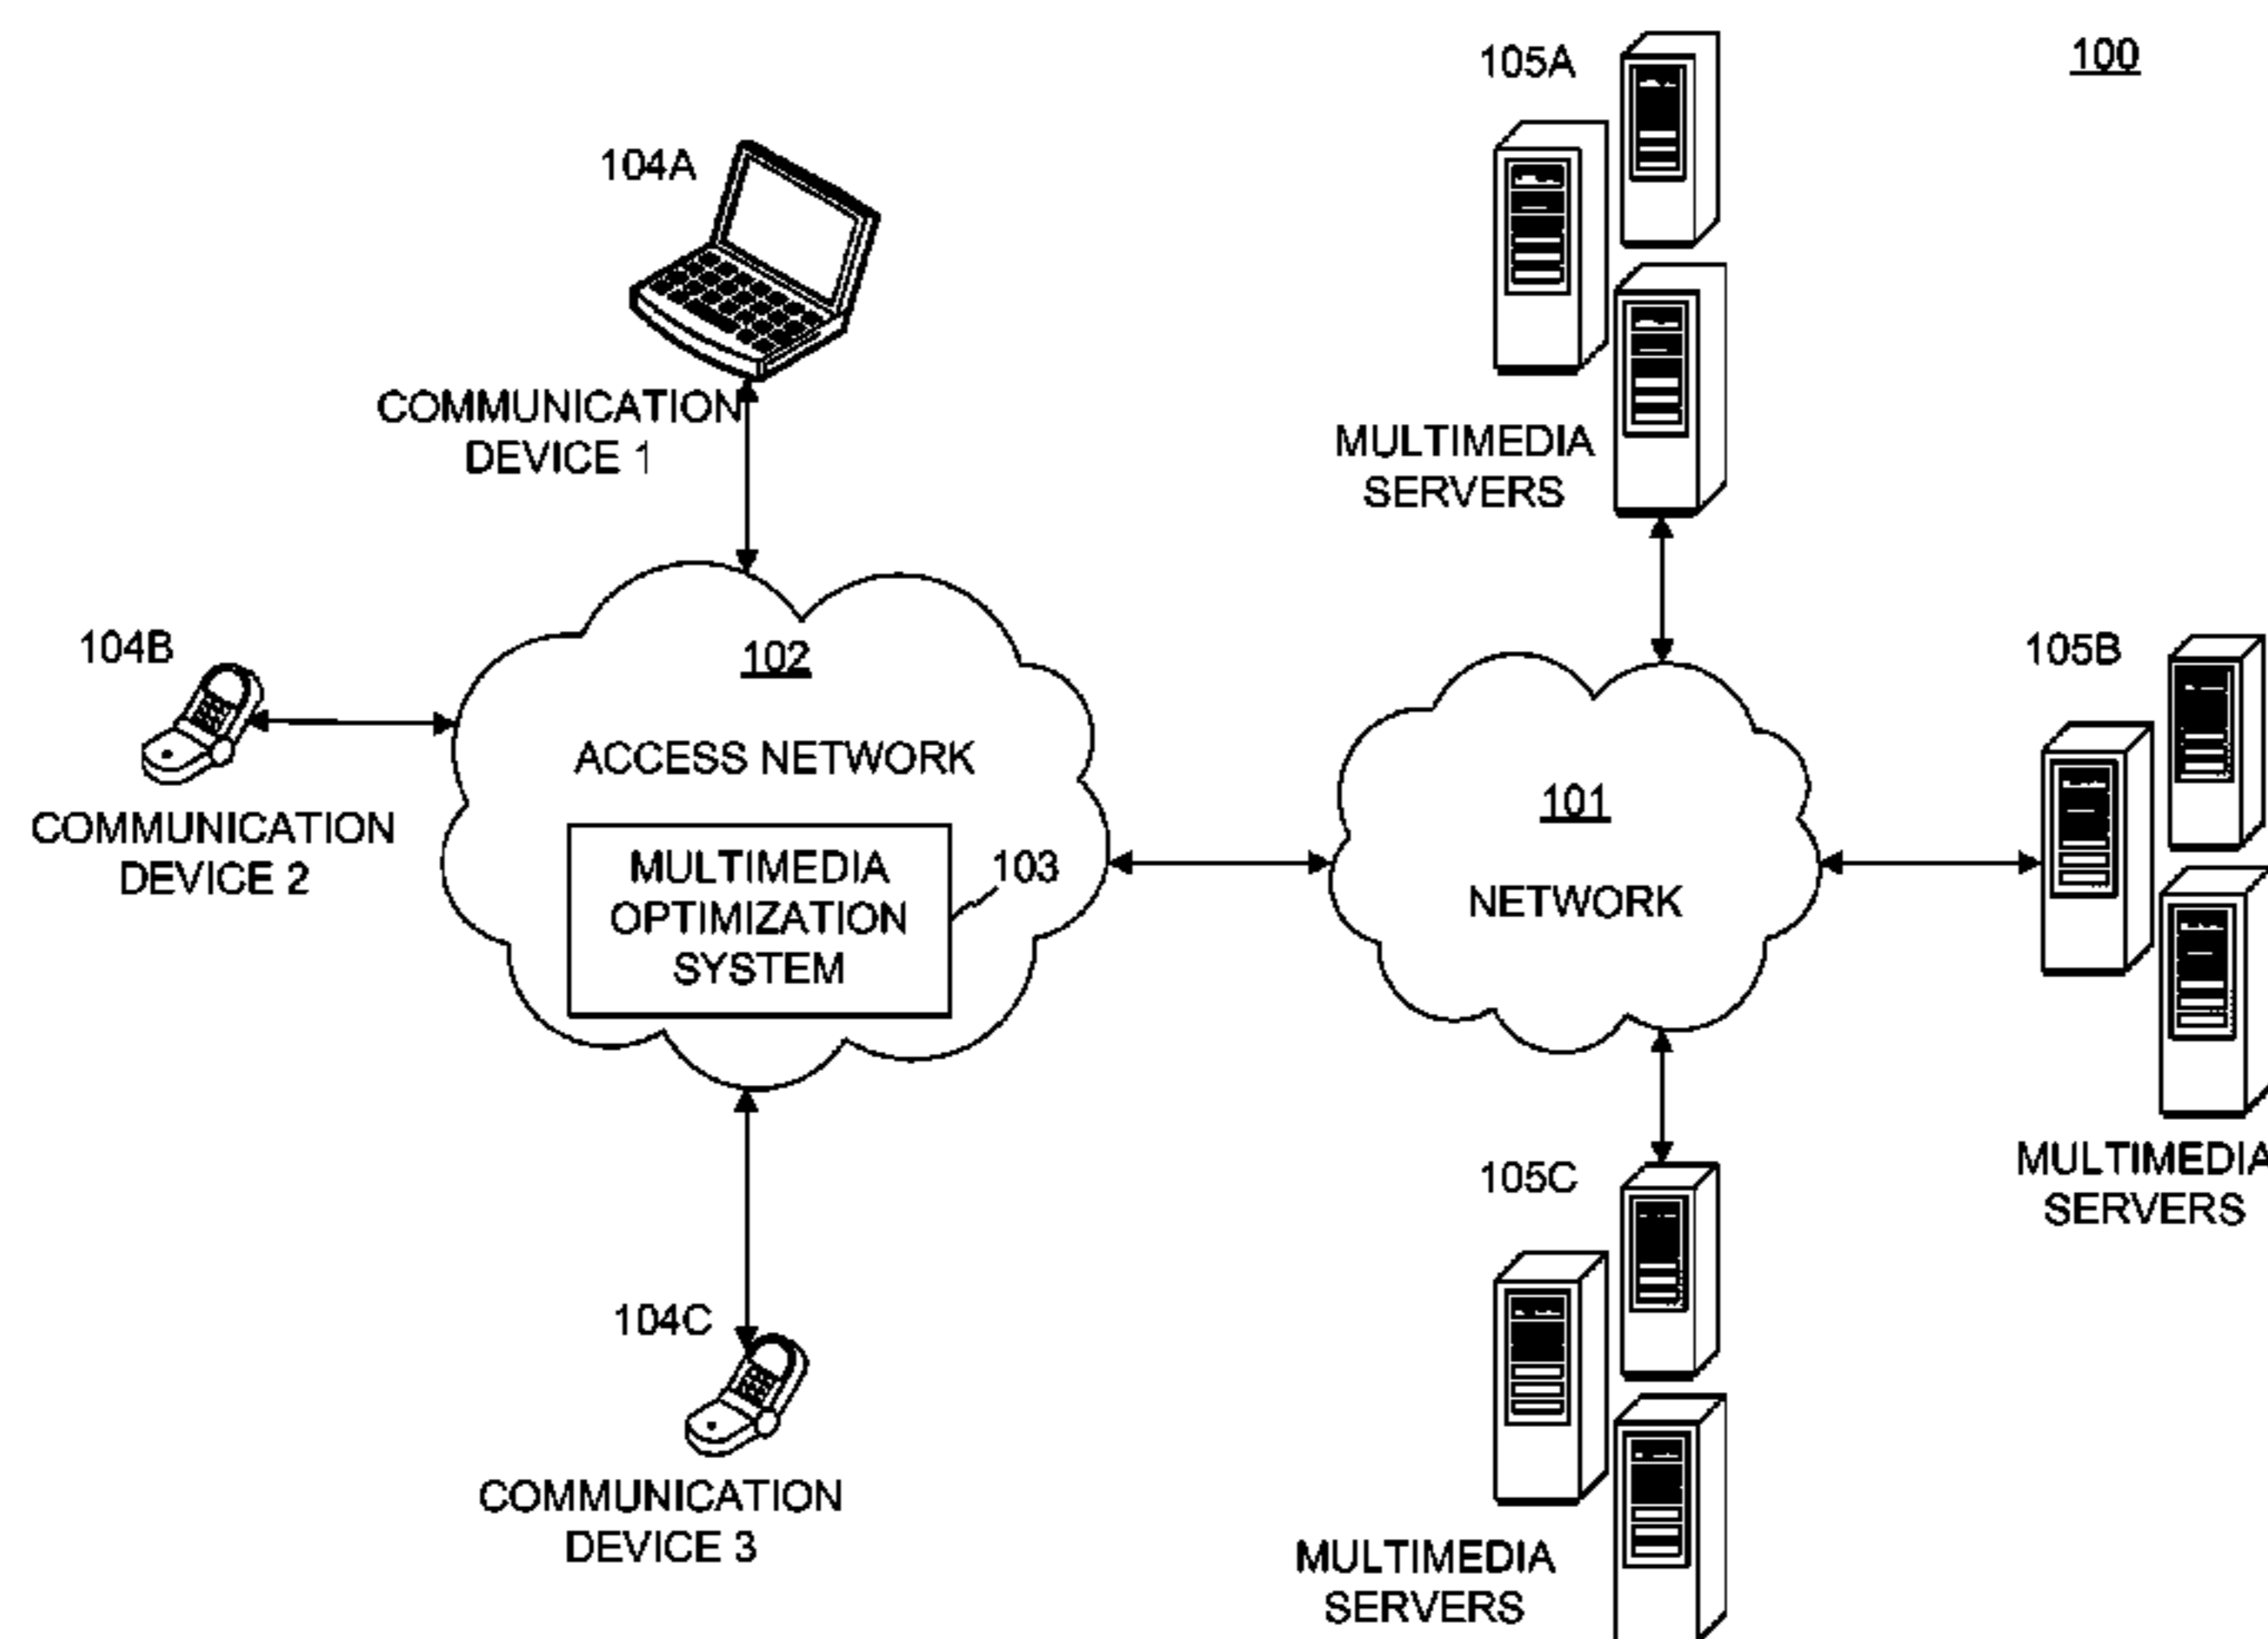 100
105A
104A
COMMUNICATION
DEVICE 1
MULTIMEDIA
SERVERS
104B
102
105B
ACCESS NETWORK
101
COMMUNICATION
DEVICE 2
MULTIMEDIA
OPTIMIZATION
SYSTEM
103
NETWORK
MULTIMEDIA
SERVERS
105C
104C
COMMUNICATION
DEVICE 3
MULTIMEDIA
SERVERS